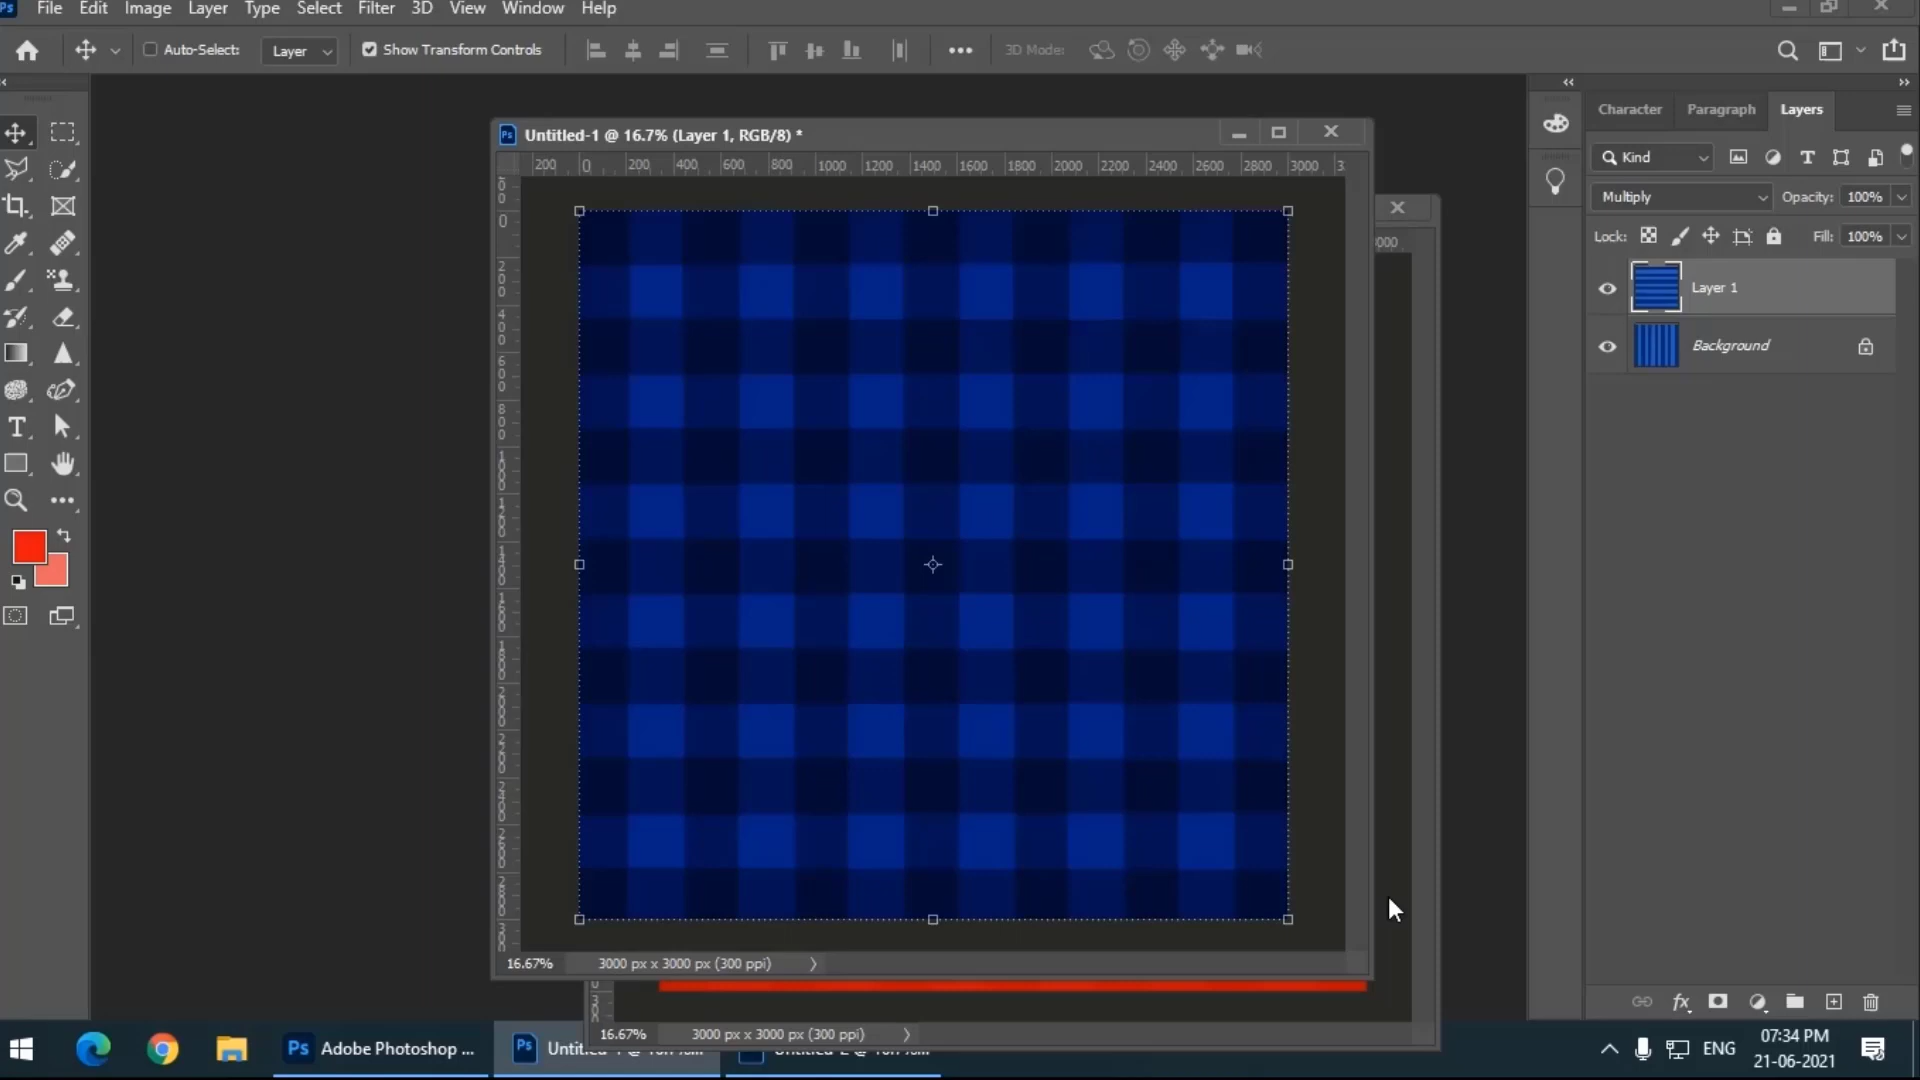 Ps File Edit Image Layer Type Select Filter 3D View Window Help
Auto-Select: Layer Show Transform Controls ••• 3D Mode:
Character Paragraph Layers
Ps Untitled-1 @ 16.7% (Layer 1, RGB/8) *
200 0 200 400 600 800 1000 1200 1400 1600 1800 2000 2200 2400 2600 2800 3000
Kind
Multiply Opacity: 100%
Lock: Fill: 100%
Layer 1
Background
16.67% 3000 px x 3000 px (300 ppi)
16.67% 3000 px x 3000 px (300 ppi)
Ps Adobe Photoshop ...
Ps
ENG
07:34 PM
21-06-2021